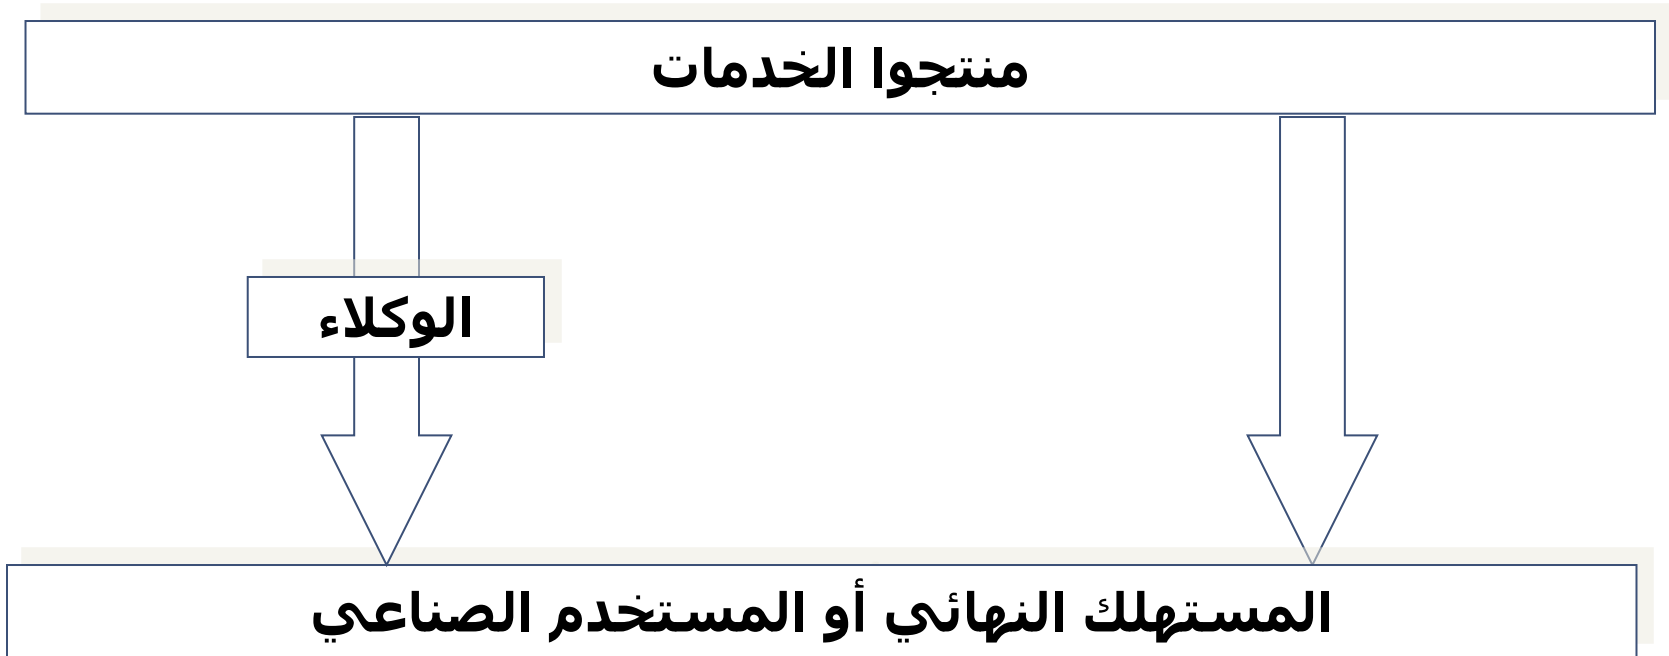 منتجوا الخدمات
الوكلاء
المستهلك النهائي أو المستخدم الصناعي